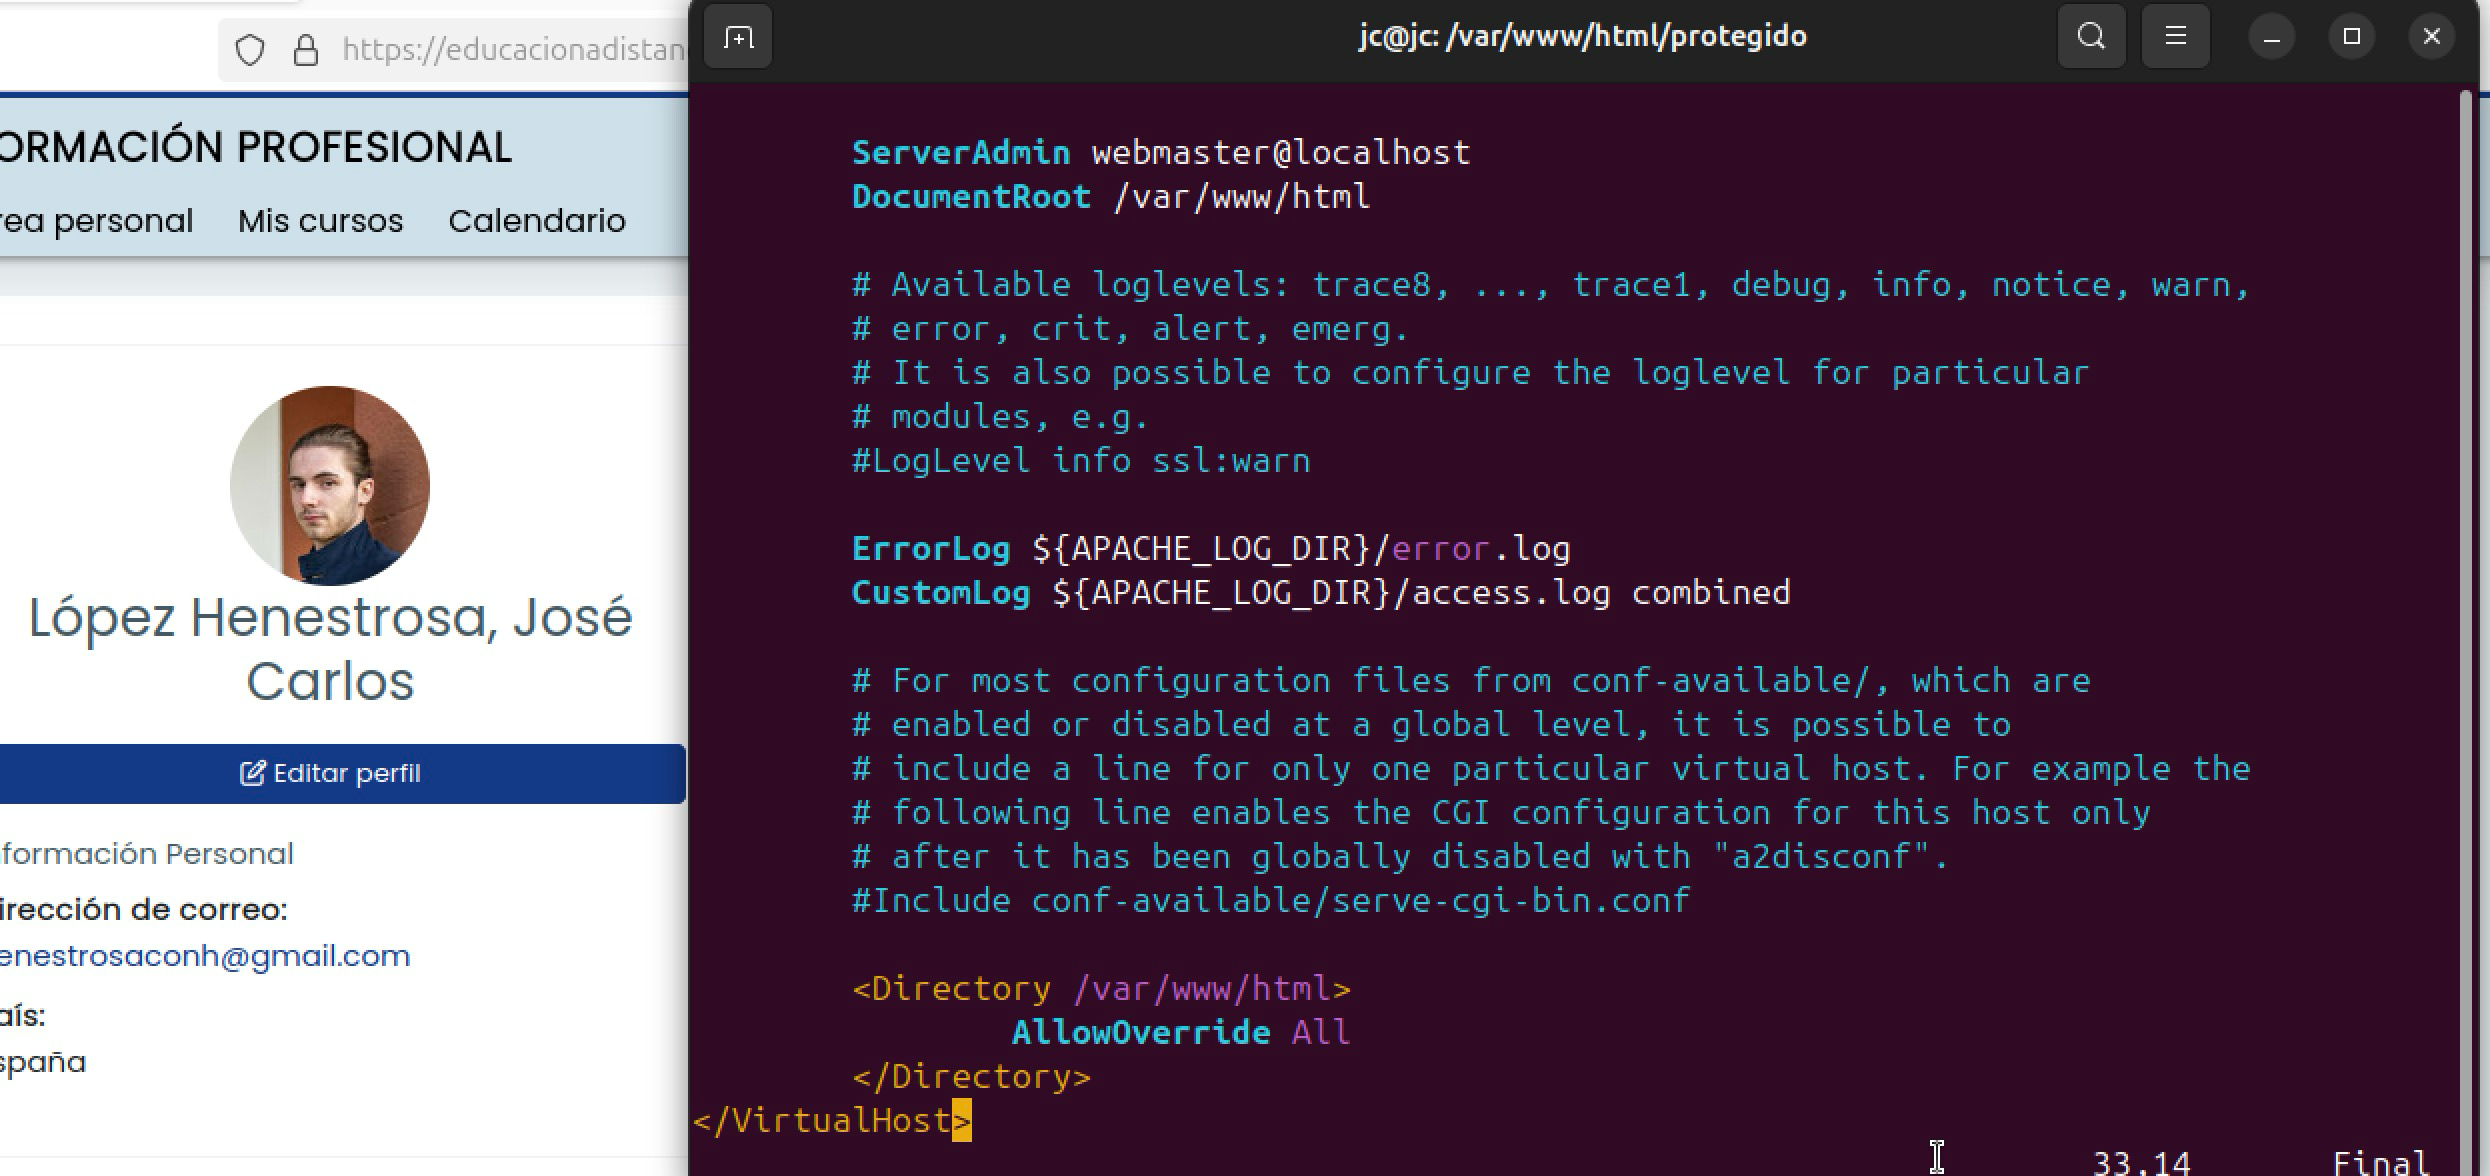 https://educacionadistan
ORMACIÓN PROFESIONAL
rea personal Mis cursos Calendario
López Henestrosa, José
Carlos
Editar perfil
nformación Personal
irección de correo:
enestrosaconh@gmail.com
aís:
spaña
jc@jc: /var/www/html/protegido
ServerAdmin webmaster@localhost
DocumentRoot /var/www/html
# Available loglevels: trace8, ..., trace1, debug, info, notice, warn,
# error, crit, alert, emerg.
# It is also possible to configure the loglevel for particular
# modules, e.g.
#LogLevel info ssl:warn
ErrorLog ${APACHE_LOG_DIR}/error.log
CustomLog ${APACHE_LOG_DIR}/access.log combined
# For most configuration files from conf-available/, which are
# enabled or disabled at a global level, it is possible to
# include a line for only one particular virtual host. For example the
# following line enables the CGI configuration for this host only
# after it has been globally disabled with "a2disconf".
#Include conf-available/serve-cgi-bin.conf
<Directory /var/www/html>
AllowOverride All
</Directory>
</VirtualHost>
33,14 Final